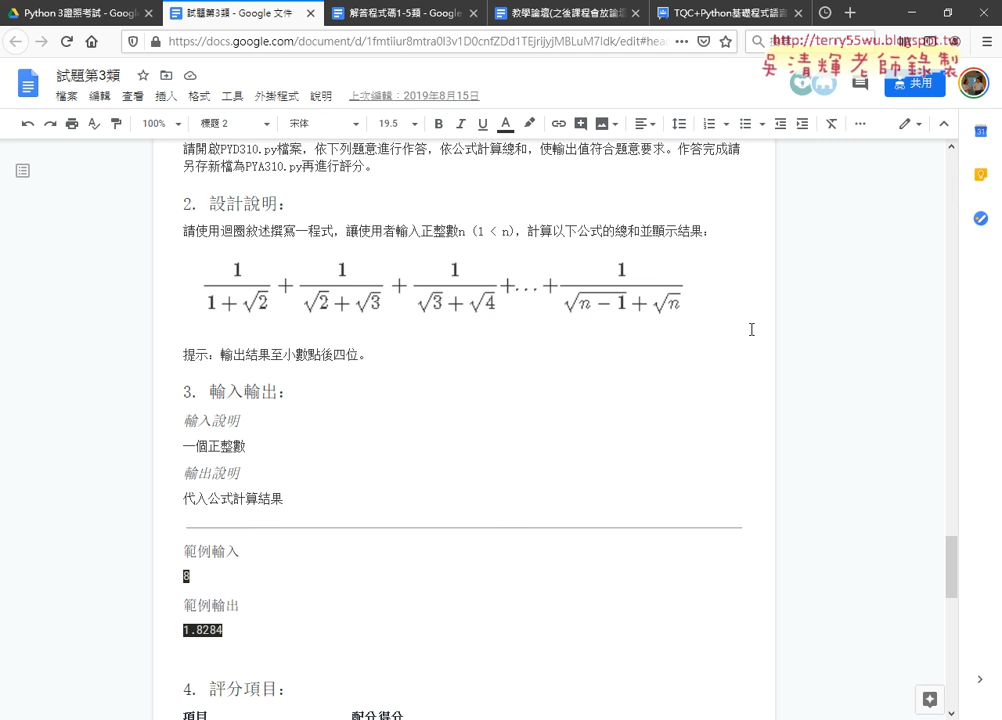 Python 3證照考試 - Googl
試題第3類 - Google 文件
解答程式碼1-5類 - Google
教學論壇(之後課程會放論壇
TQC+Python基礎程式語言
https://docs.google.com/document/d/1fmtiiur8mtra0l3v1D0cnfZDd1TEjrijyjMBLuM7Idk/edit#hea
http://terry55wu.blogspot.tw
吳清輝老師錄製
試題第3類
檔案 編輯 查看 插入 格式 工具 外掛程式 說明 上次編輯：2019年8月15日
共用
100% 標題 2 宋体 19.5 B I U A
請開啟PYD310.py檔案，依下列題意進行作答，依公式計算總和，使輸出值符合題意要求。作答完成請
另存新檔為PYA310.py再進行評分。
2. 設計說明：
請使用迴圈敘述撰寫一程式，讓使用者輸入正整數n（1 < n），計算以下公式的總和並顯示結果：
1/(1+√2) + 1/(√2+√3) + 1/(√3+√4) +...+ 1/(√n−1+√n)
提示：輸出結果至小數點後四位。
3. 輸入輸出：
輸入說明
一個正整數
輸出說明
代入公式計算結果
範例輸入
8
範例輸出
1.8284
4. 評分項目：
項目 配分 得分